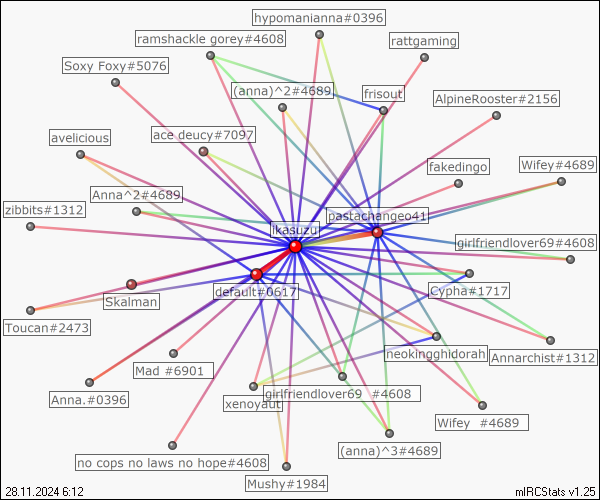 hypomanianna#0396
ramshackle gorey#4608
rattgaming
Soxy Foxy#5076
(anna)^2#4689
frisout
AlpineRooster#2156
avelicious
ace deucy#7097
fakedingo
Wifey#4689
Anna^2#4689
zibbits#1312
pastachangeo41
ikasuzu
girlfriendlover69#4608
default#0617
Cypha#1717
Skalman
Toucan#2473
neokingghidorah
Annarchist#1312
Mad #6901
Anna.#0396
xenoyaut
girlfriendlover69 #4608
Wifey #4689
(anna)^3#4689
no cops no laws no hope#4608
Mushy#1984
28.11.2024 6:12
mIRCStats v1.25